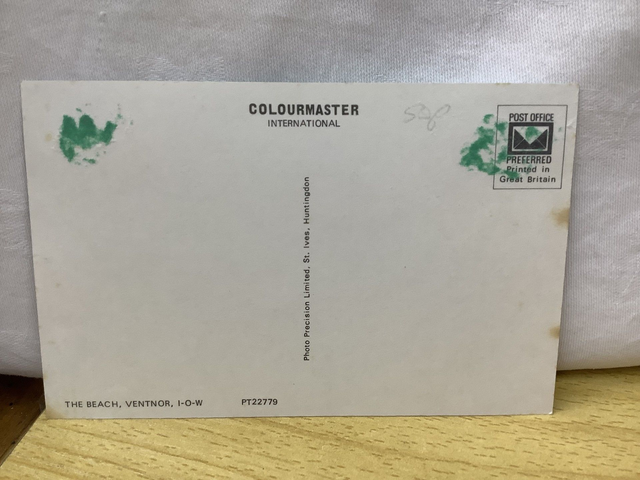 COLOURMASTER
INTERNATIONAL
POST OFFICE
PREFERRED
Printed in
Great Britain
Photo Precision Limited, St. Ives, Huntingdon
THE BEACH, VENTNOR, I-O-W
PT22779